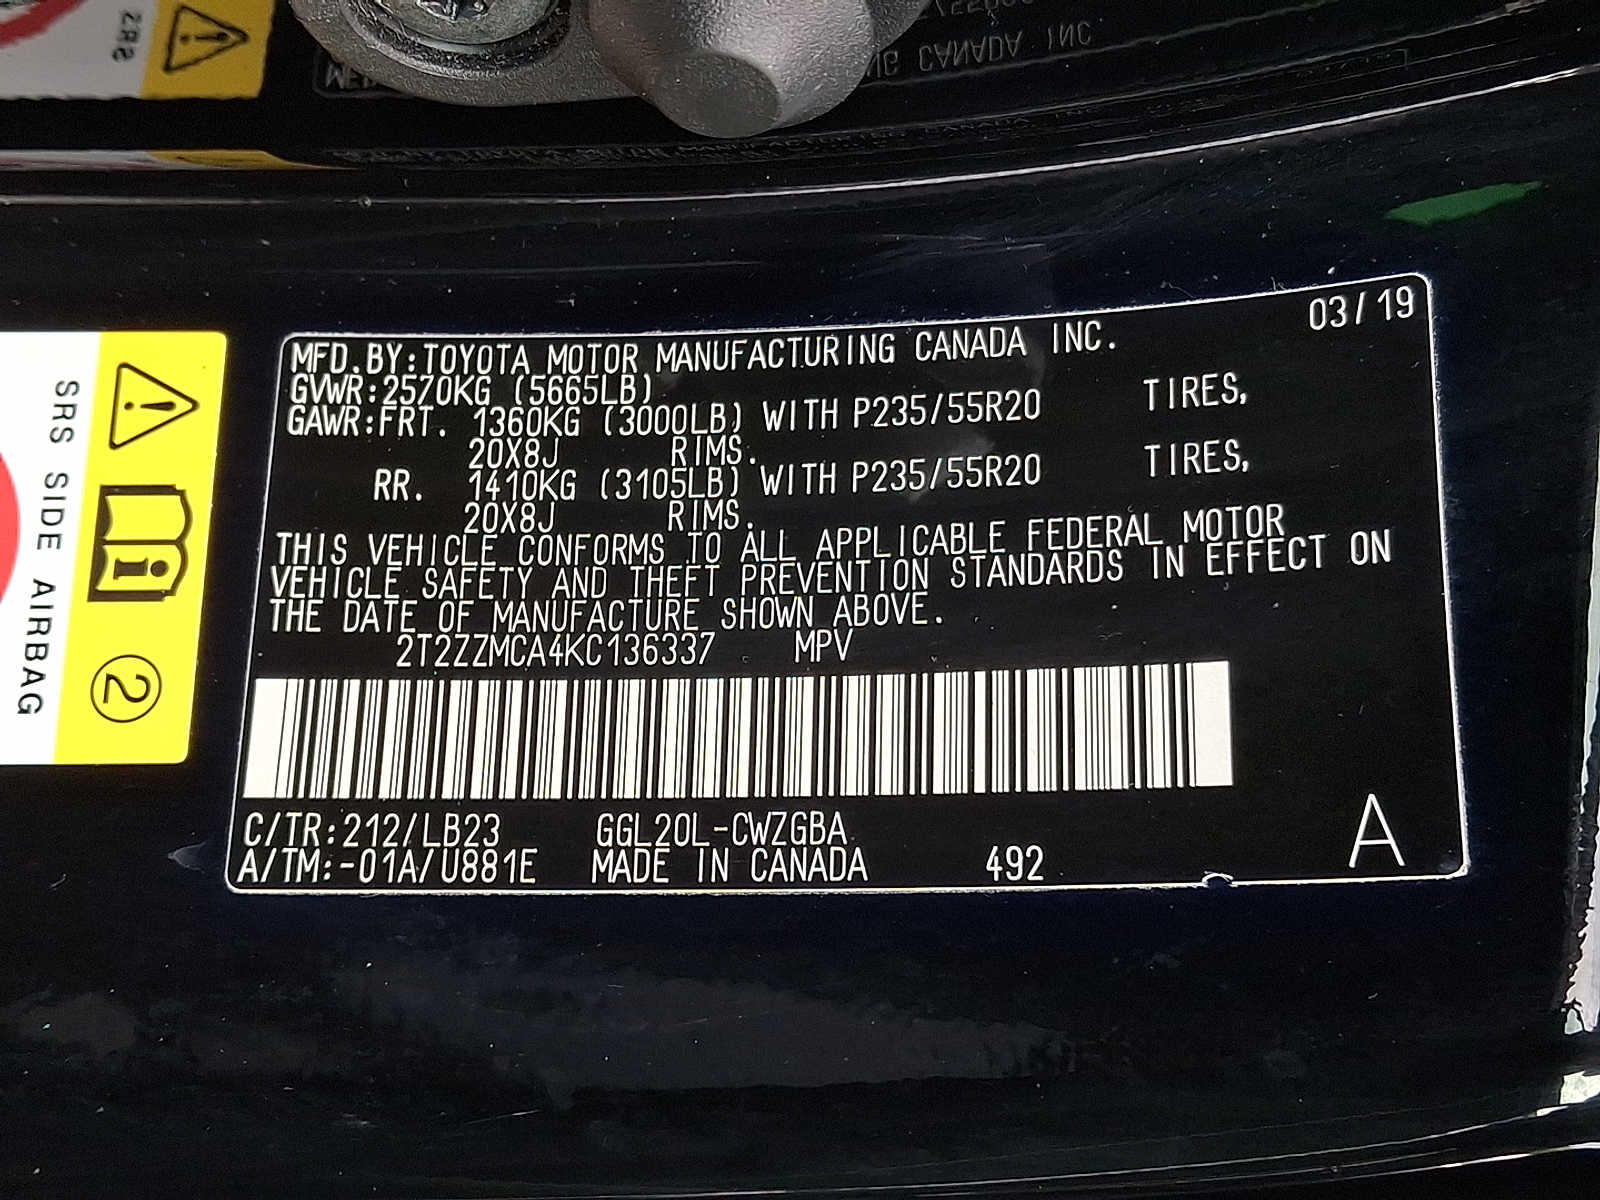 MFD.BY:TOYOTA MOTOR MANUFACTURING CANADA INC. 03/19
GVWR:2570KG (5665LB)
GAWR:FRT. 1360KG (3000LB) WITH P235/55R20 TIRES,
20X8J RIMS.
RR. 1410KG (3105LB) WITH P235/55R20 TIRES,
20X8J RIMS.
THIS VEHICLE CONFORMS TO ALL APPLICABLE FEDERAL MOTOR
VEHICLE SAFETY AND THEFT PREVENTION STANDARDS IN EFFECT ON
THE DATE OF MANUFACTURE SHOWN ABOVE.
2T2ZZMCA4KC136337 MPV
C/TR:212/LB23 GGL20L-CWZGBA
A/TM:-01A/U881E MADE IN CANADA 492 A
SRS SIDE AIRBAG
2
SRS
CANADA INC